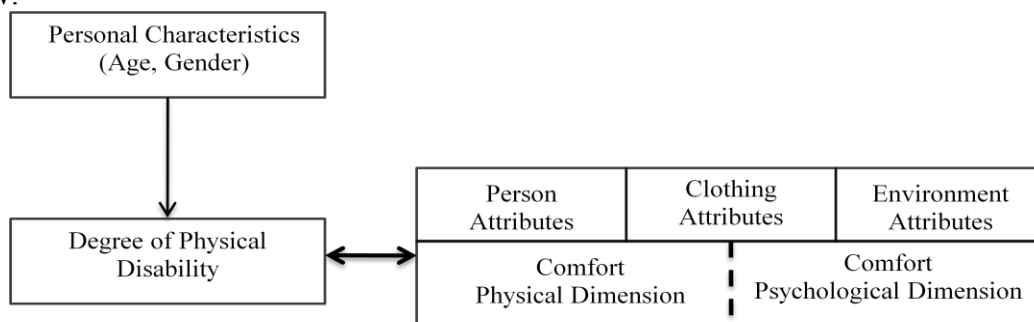 Personal Characteristics
(Age, Gender)
Person
Attributes
Clothing
Attributes
Environment
Attributes
Degree of Physical
Disability
Comfort
Physical Dimension
Comfort
Psychological Dimension